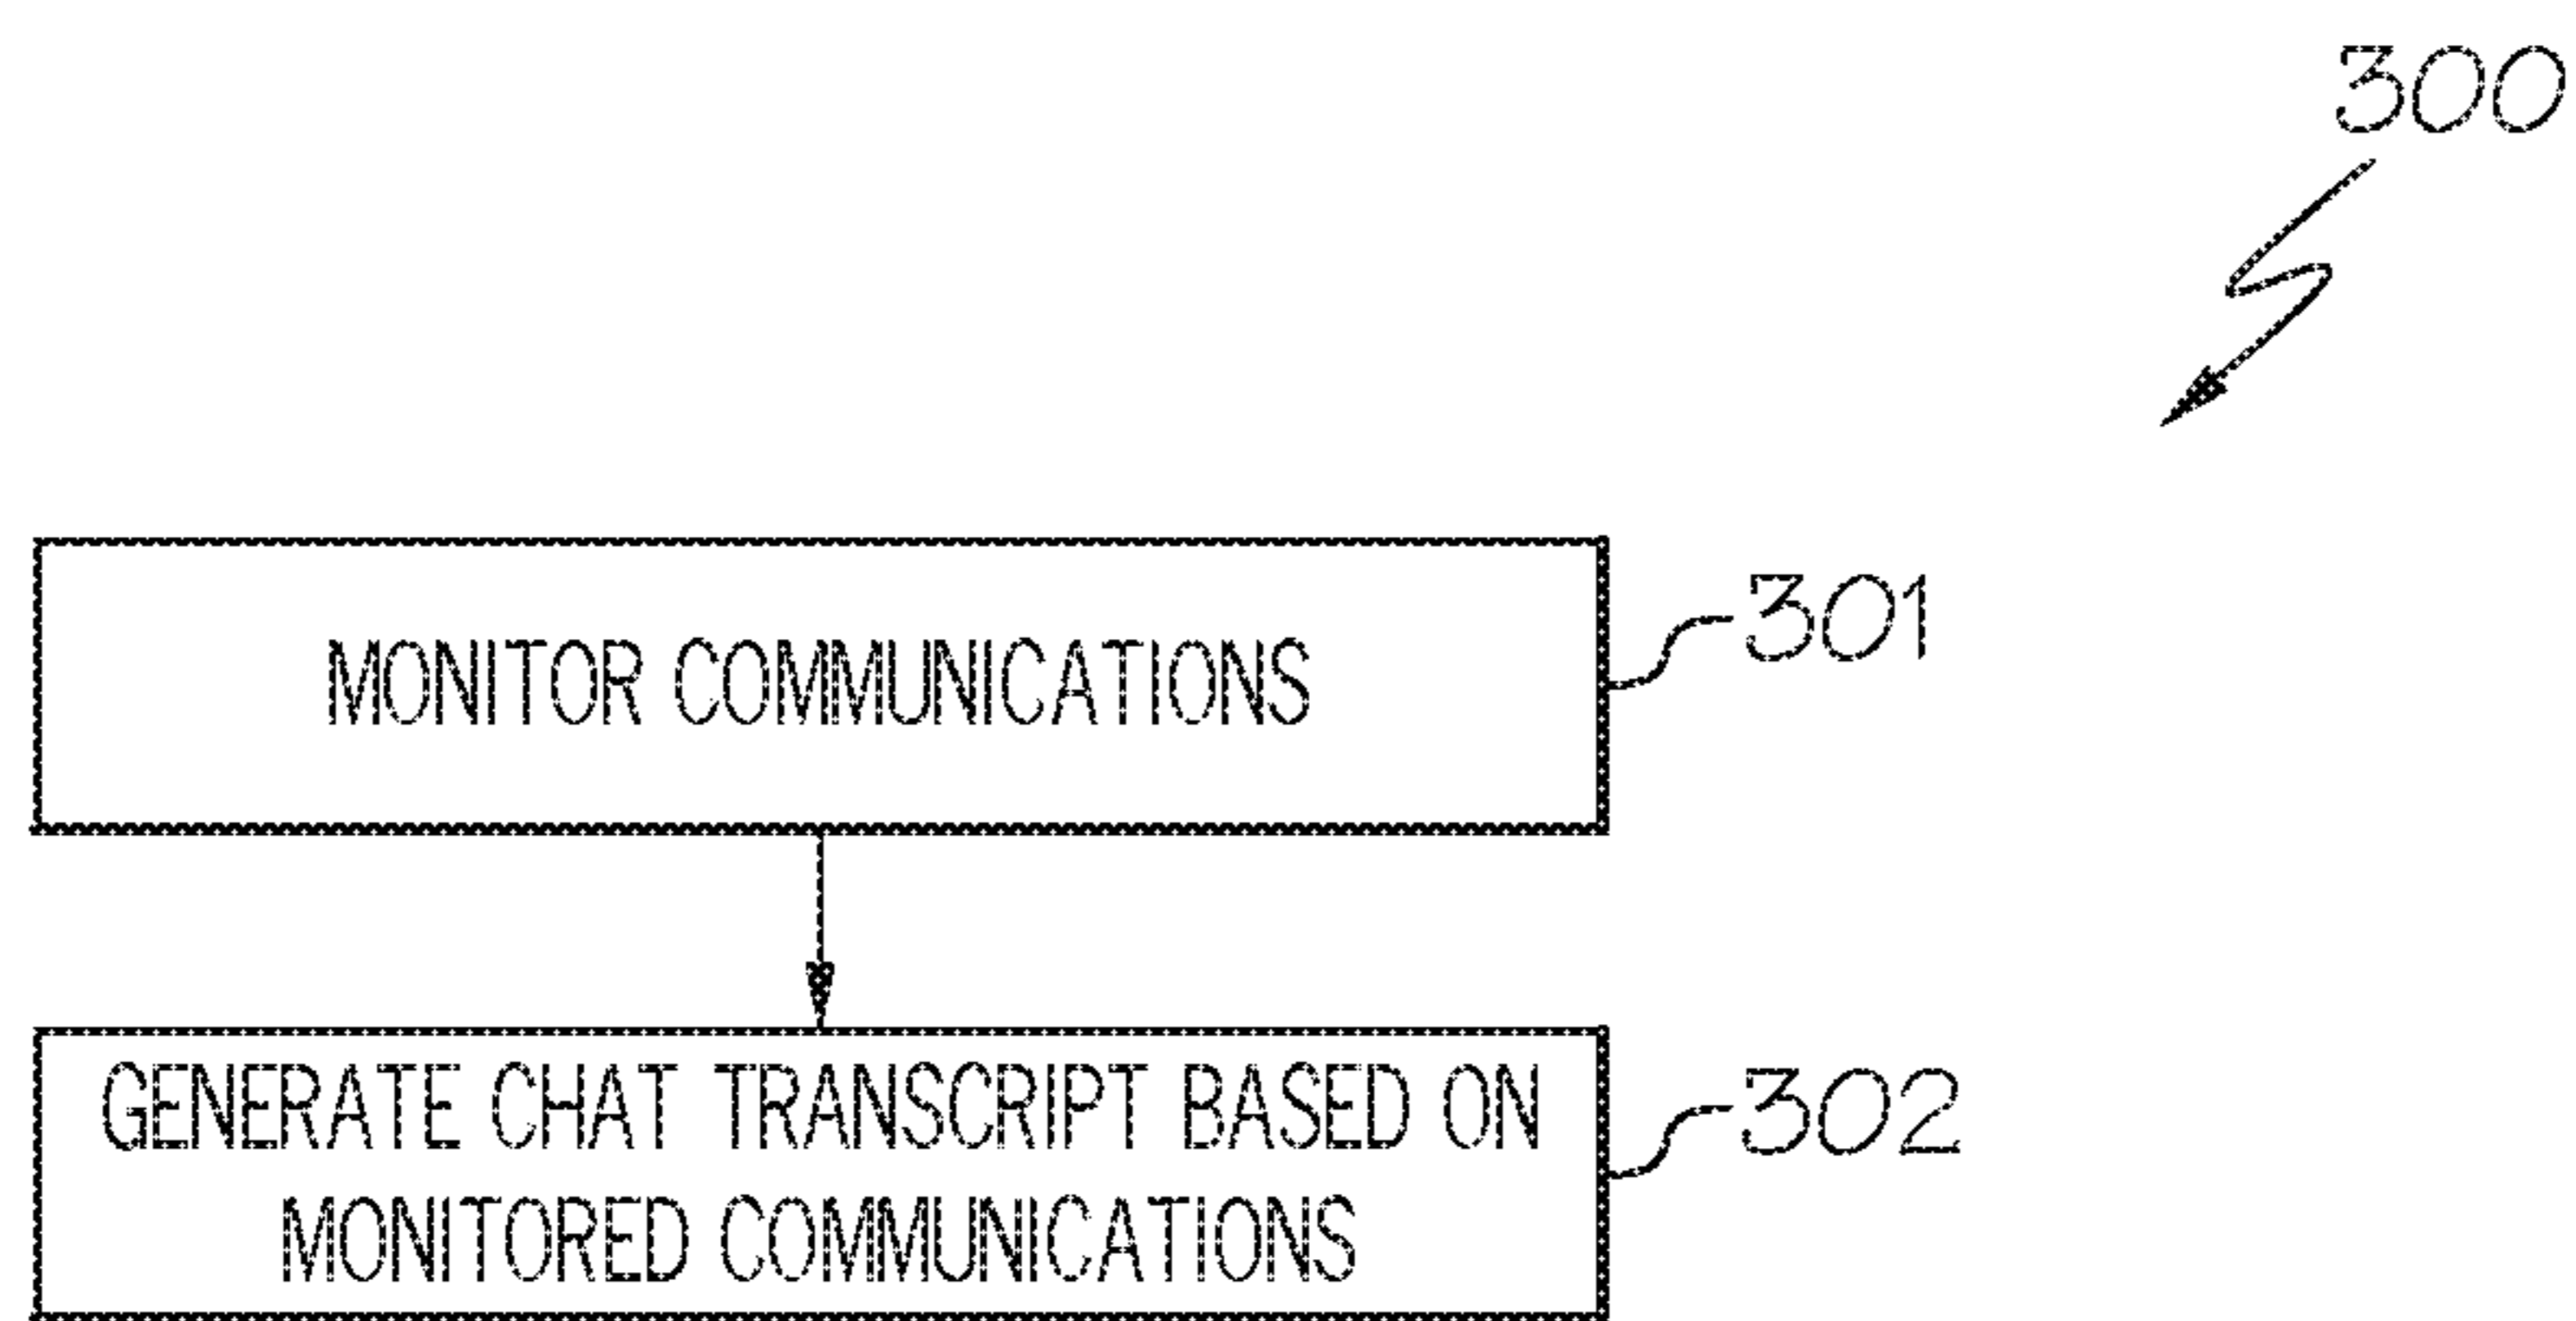 300
MONITOR COMMUNICATIONS
301
GENERATE CHAT TRANSCRIPT BASED ON
MONITORED COMMUNICATIONS
302